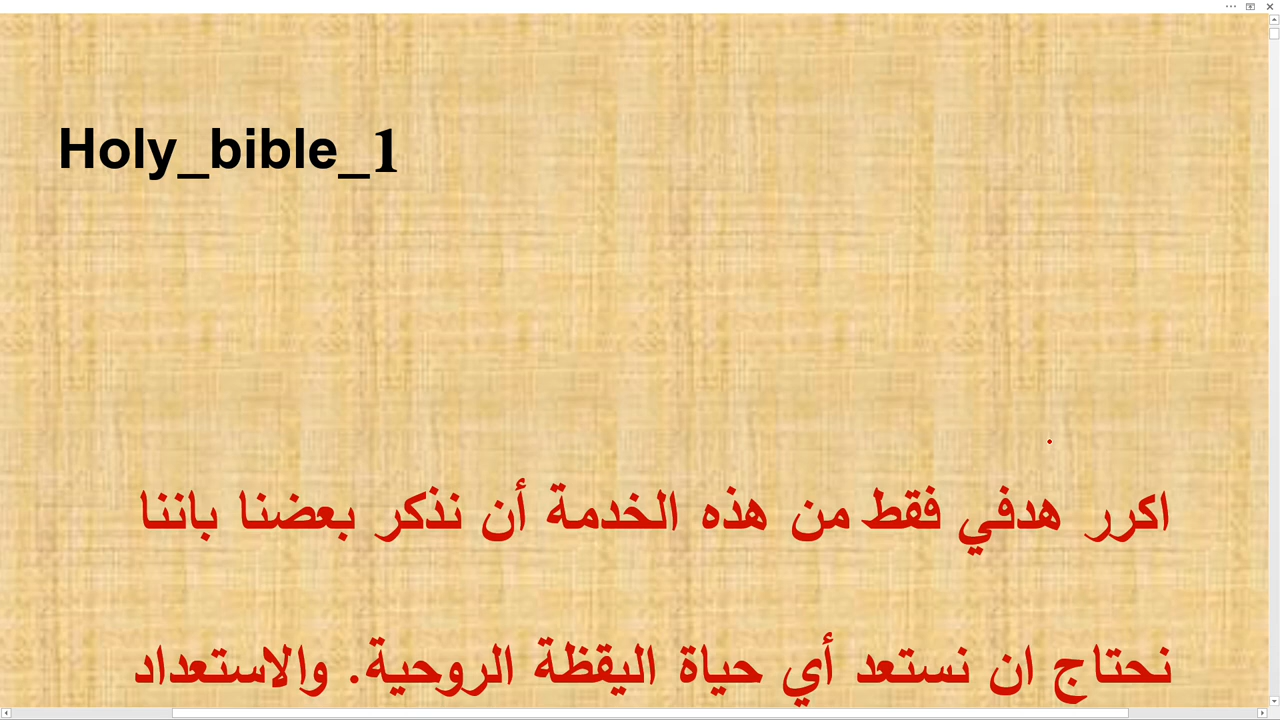 Holy_bible_1
اكرر هدفي فقط من هذه الخدمة أن نذكر بعضنا باننا
نحتاج ان نستعد أي حياة اليقظة الروحية. والاستعداد